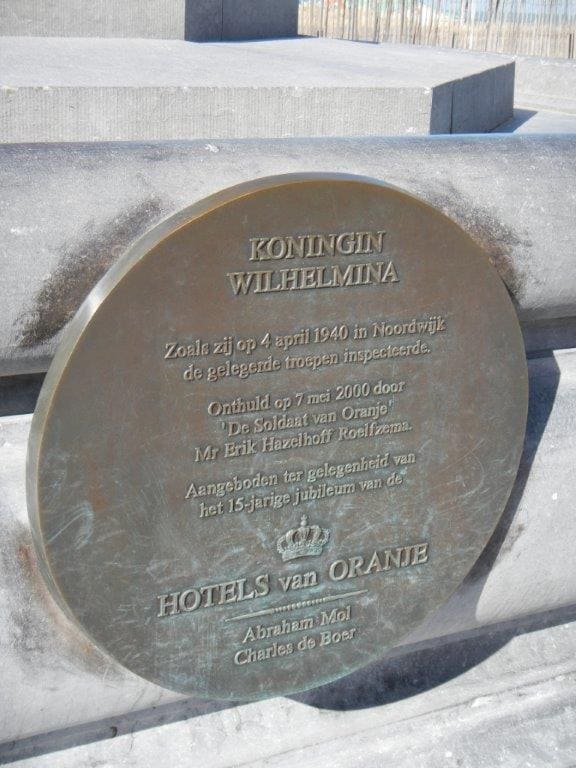 KONINGIN
WILHELMINA
Zoals zij op 4 april 1940 in Noordwijk
de gelegerde troepen inspecteerde.
Onthuld op 7 mei 2000 door
'De Soldaat van Oranje'
Mr Erik Hazelhoff Roelfzema.
Aangeboden ter gelegenheid van
het 15-jarige jubileum van de
HOTELS van ORANJE
Abraham Mol
Charles de Boer